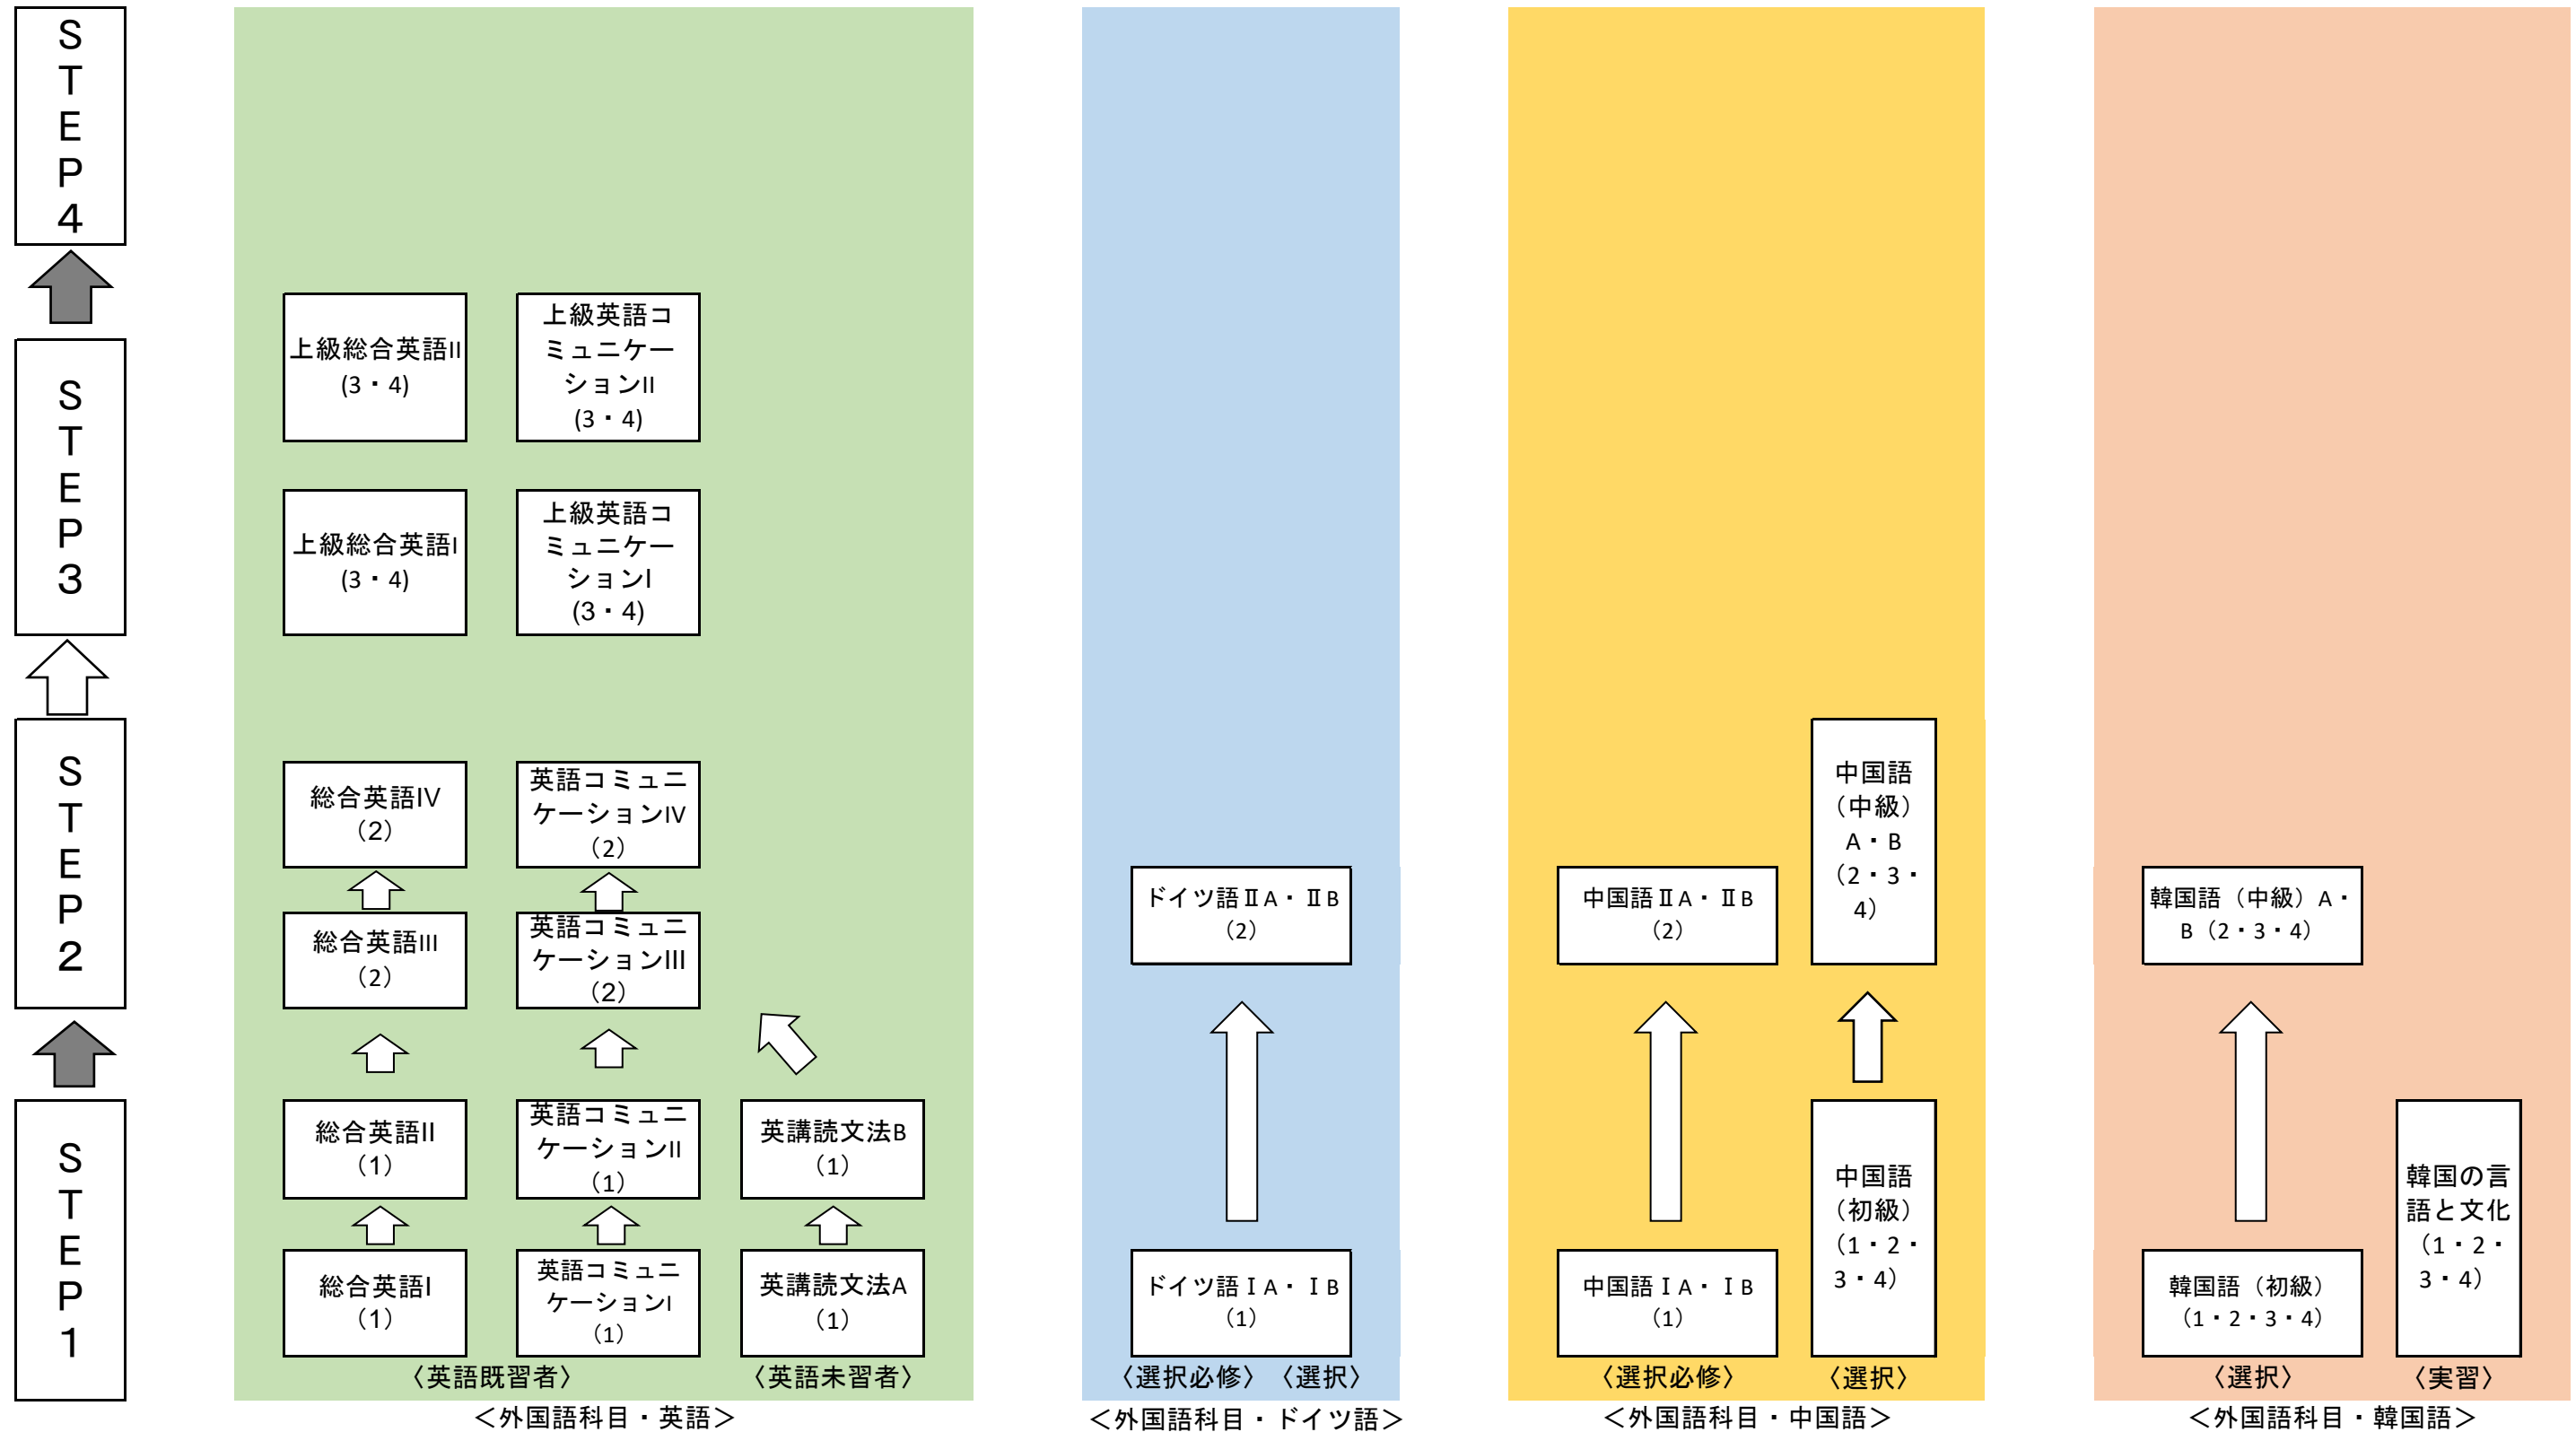 STEP4
STEP3
STEP2
STEP1
上級総合英語II
(3・4)
上級英語コ
ミュニケー
ションII
(3・4)
上級総合英語I
(3・4)
上級英語コ
ミュニケー
ションI
(3・4)
総合英語IV
（2）
英語コミュニ
ケーションIV
（2）
総合英語III
（2）
英語コミュニ
ケーションIII
（2）
総合英語II
（1）
英語コミュニ
ケーションII
（1）
英講読文法B
（1）
総合英語I
（1）
英語コミュニ
ケーションI
（1）
英講読文法A
（1）
〈英語既習者〉
〈英語未習者〉
＜外国語科目・英語＞
ドイツ語ⅡA・ⅡB
（2）
ドイツ語ⅠA・ⅠB
（1）
〈選択必修〉〈選択〉
＜外国語科目・ドイツ語＞
中国語ⅡA・ⅡB
（2）
中国語
（中級）
A・B
（2・3・
4）
中国語ⅠA・ⅠB
（1）
中国語
（初級）
（1・2・
3・4）
〈選択必修〉
〈選択〉
＜外国語科目・中国語＞
韓国語（中級）A・
B（2・3・4）
韓国語（初級）
（1・2・3・4）
韓国の言
語と文化
（1・2・
3・4）
〈選択〉
〈実習〉
＜外国語科目・韓国語＞